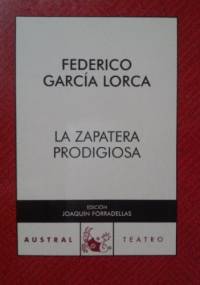 FEDERICO
GARCÍA LORCA
LA ZAPATERA
PRODIGIOSA
EDICIÓN
JOAQUÍN FORRADELLAS
AUSTRAL TEATRO